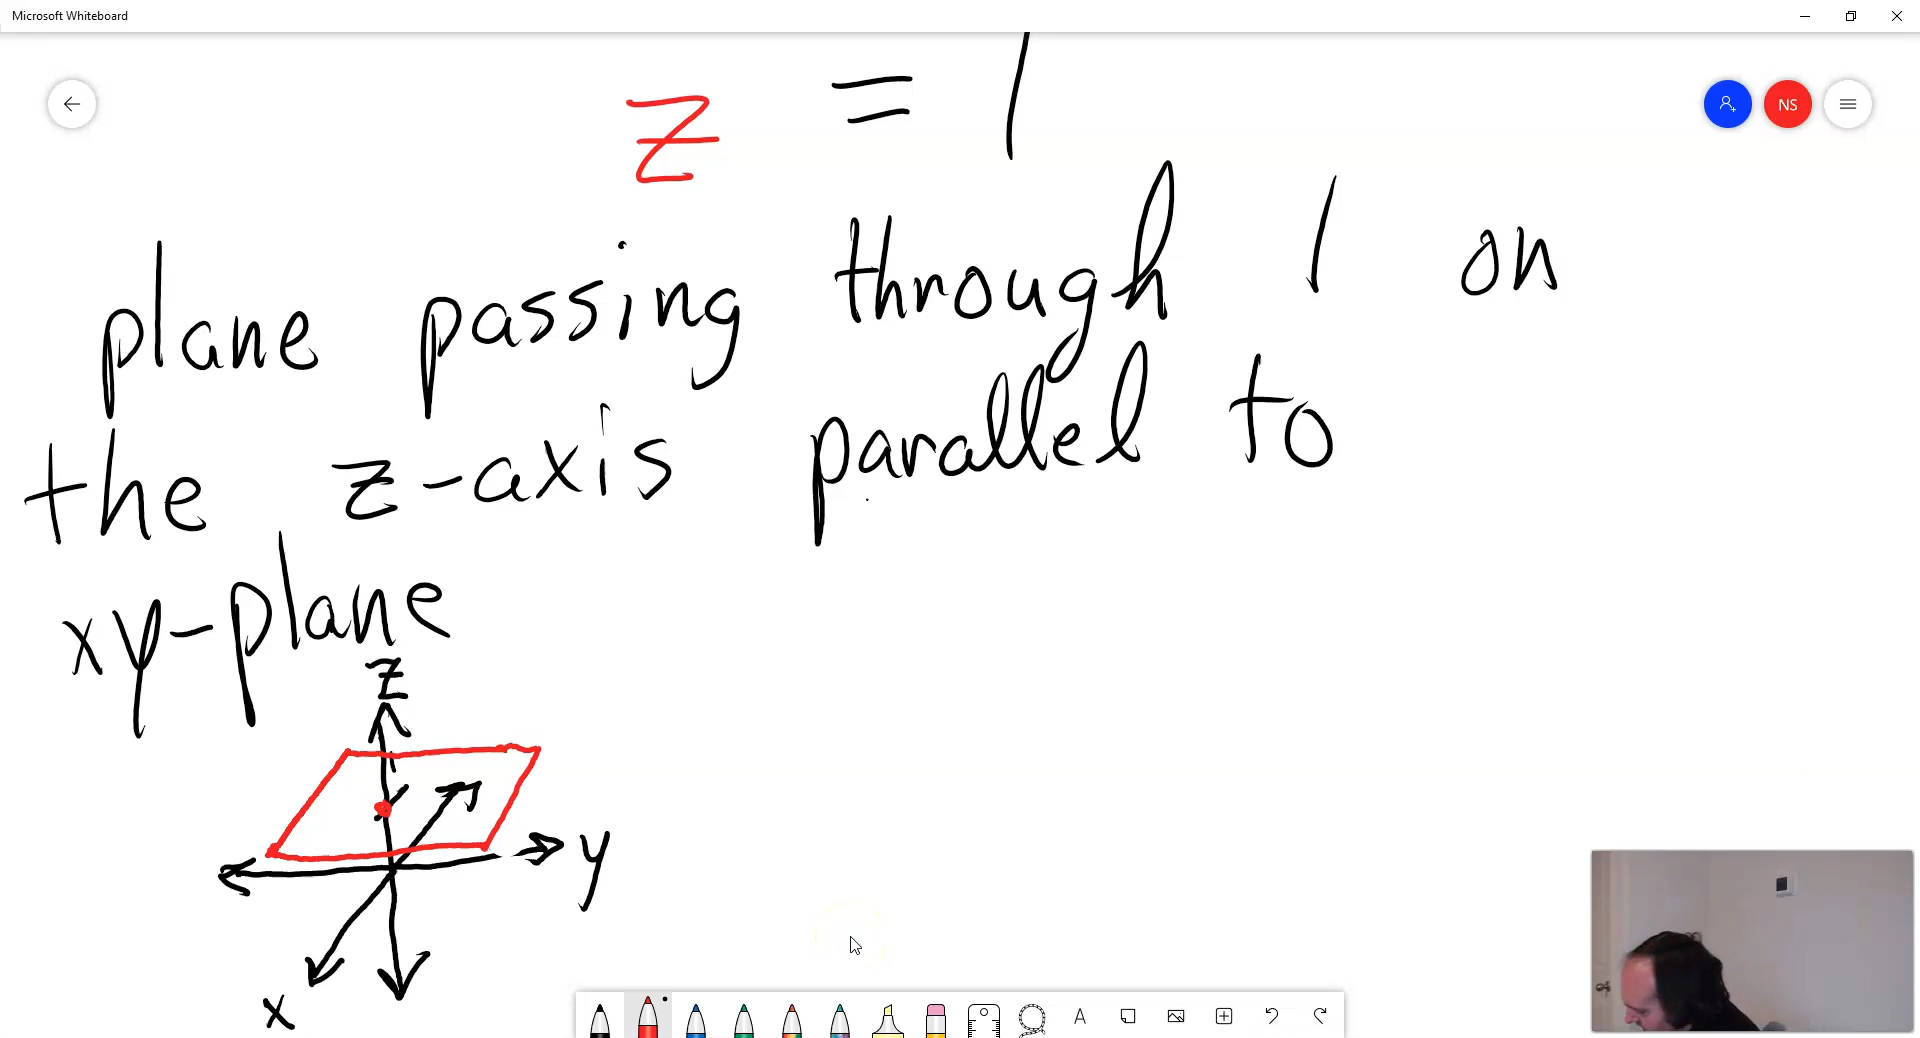 Microsoft Whiteboard
z = 1
NS
plane passing through 1 on
the z-axis parallel to
xy-plane
z
y
x
A